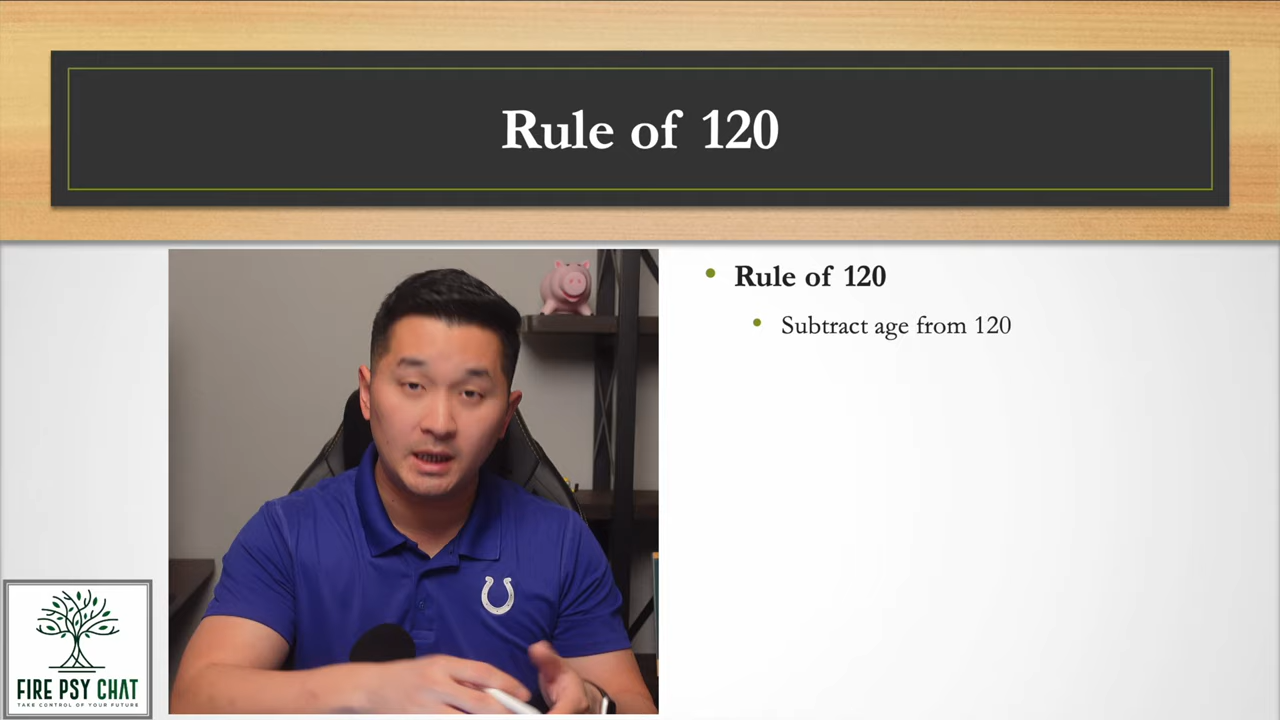 Rule of 120
Rule of 120
Subtract age from 120
FIRE PSY CHAT
TAKE CONTROL OF YOUR FUTURE